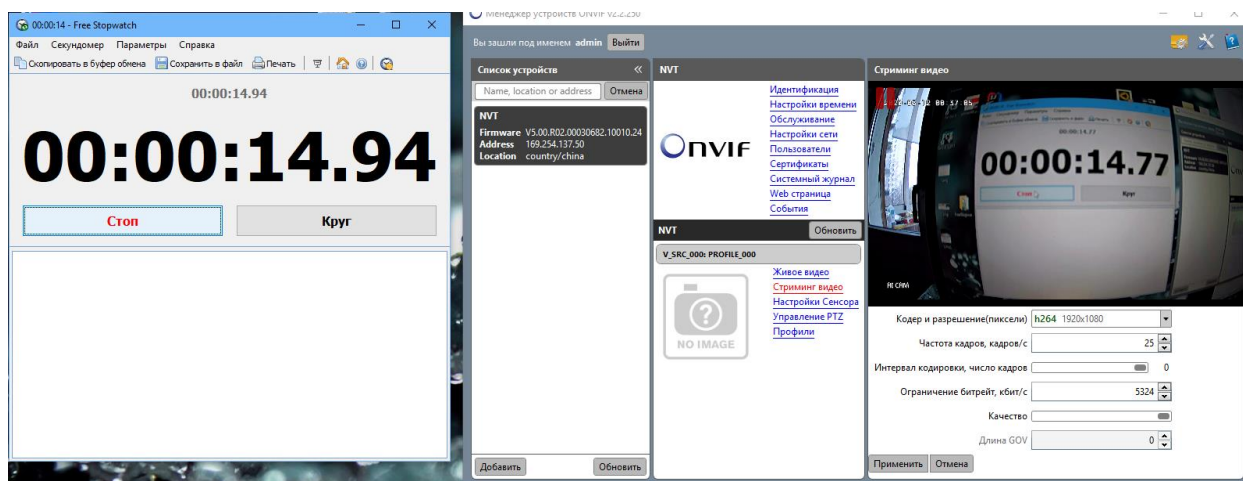 00:00:14 - Free Stopwatch
Файл Секундомер Параметры Справка
Скопировать в буфер обмена Сохранить в файл Печать
00:00:14.94
00:00:14.94
Стоп Круг
Менеджер устройств ONVIF v2.2.250
Вы зашли под именем admin Выйти
Список устройств
Name, location or address Отмена
NVT
Firmware V5.00.R02.00030682.10010.24
Address 169.254.137.50
Location country/china
Добавить Обновить
NVT
ONVIF
Идентификация
Настройки времени
Обслуживание
Настройки сети
Пользователи
Сертификаты
Системный журнал
Web страница
События
NVT Обновить
V_SRC_000: PROFILE_000
NO IMAGE
Живое видео
Стриминг видео
Настройки Сенсора
Управление PTZ
Профили
Стриминг видео
00:00:14.77
00:00:14.77
Стоп Круг
Кодер и разрешение(пиксели) h264 1920x1080
Частота кадров, кадров/с 25
Интервал кодировки, число кадров 0
Ограничение битрейт, кбит/с 5324
Качество
Длина GOV 0
Применить Отмена